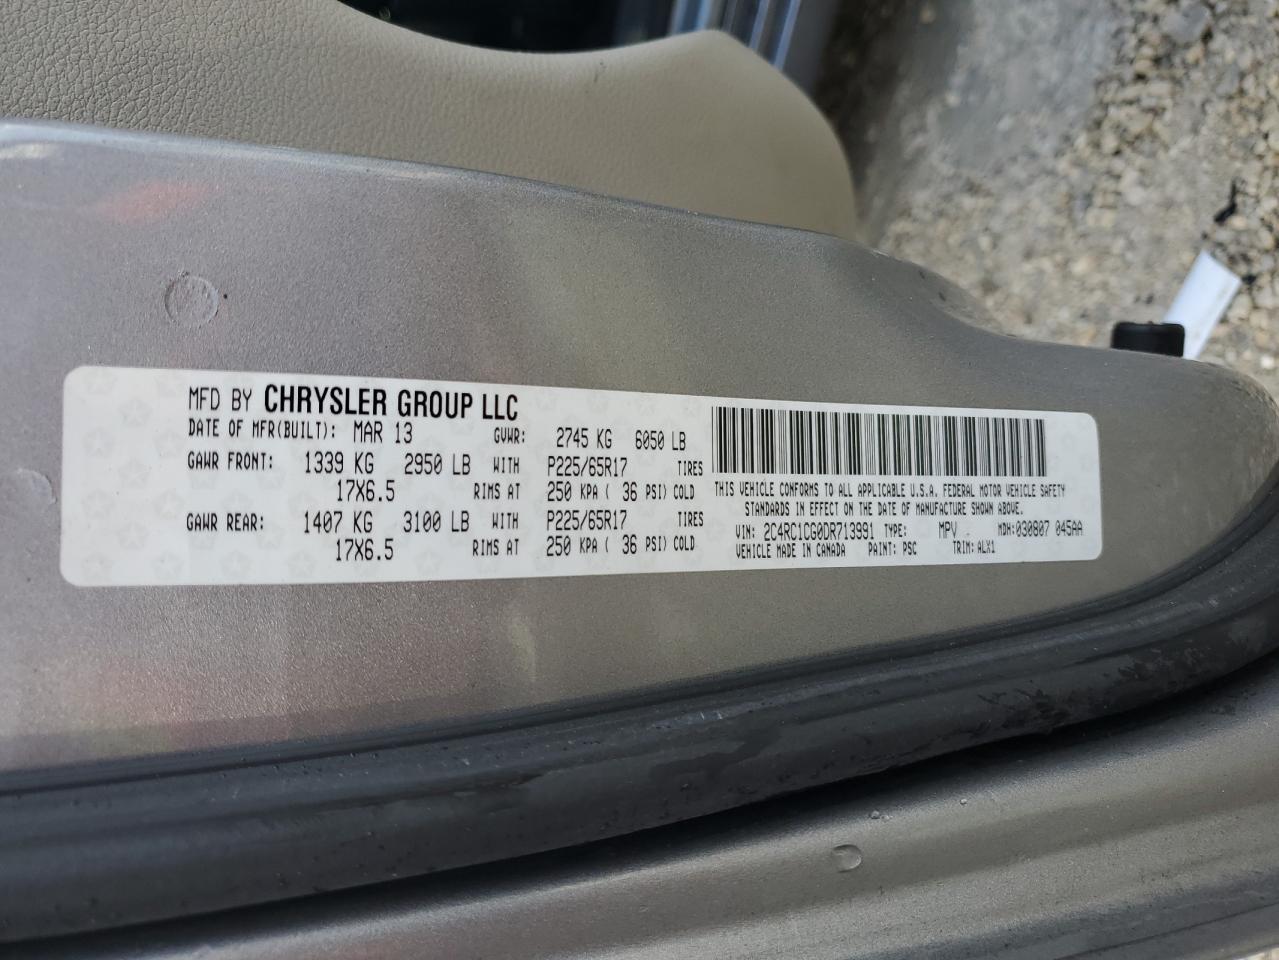 MFD BY CHRYSLER GROUP LLC
DATE OF MFR(BUILT): MAR 13 GVWR: 2745 KG 6050 LB
GAWR FRONT: 1339 KG 2950 LB WITH P225/65R17 TIRES
17X6.5 RIMS AT 250 KPA ( 36 PSI) COLD
GAWR REAR: 1407 KG 3100 LB WITH P225/65R17 TIRES
17X6.5 RIMS AT 250 KPA ( 36 PSI) COLD
THIS VEHICLE CONFORMS TO ALL APPLICABLE U.S.A. FEDERAL MOTOR VEHICLE SAFETY
STANDARDS IN EFFECT ON THE DATE OF MANUFACTURE SHOWN ABOVE.
VIN: 2C4RC1CG0DR713991 TYPE: MPV . MDH:030807 045AA
VEHICLE MADE IN CANADA PAINT: PSC TRIM: ALX1